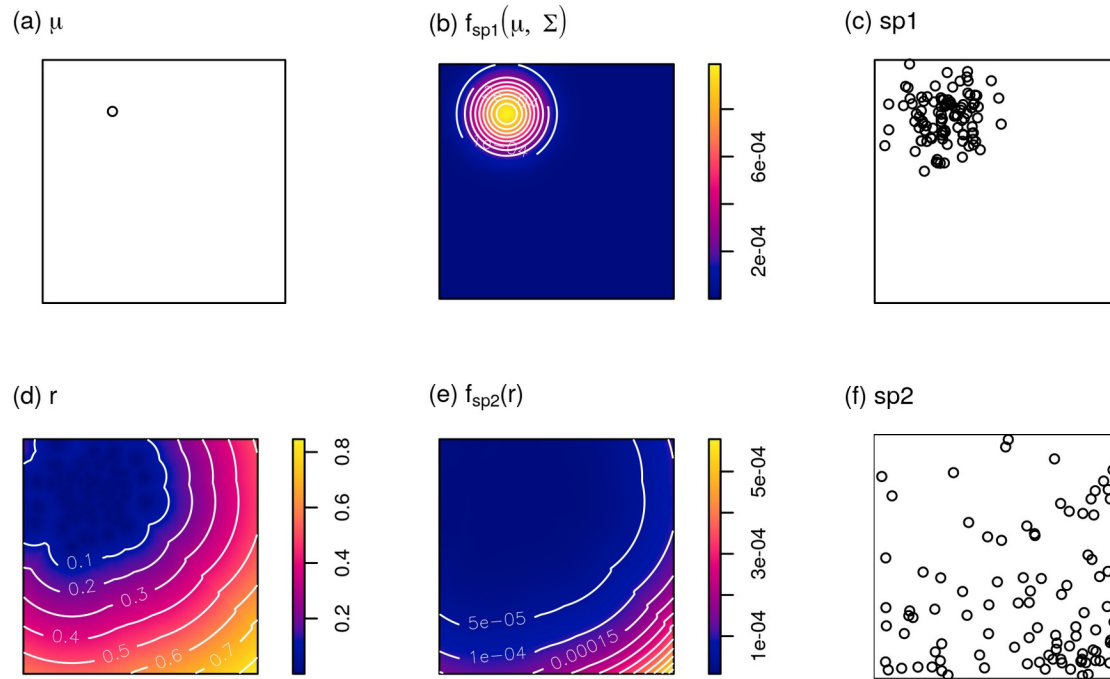 (a) μ
(b) f_sp1(μ, Σ)
(c) sp1
2e-04
6e-04
(d) r
(e) f_sp2(r)
(f) sp2
0.1
0.2
0.3
0.4
0.5
0.6
0.7
0.2
0.4
0.6
0.8
5e-05
1e-04
0.00015
1e-04
3e-04
5e-04